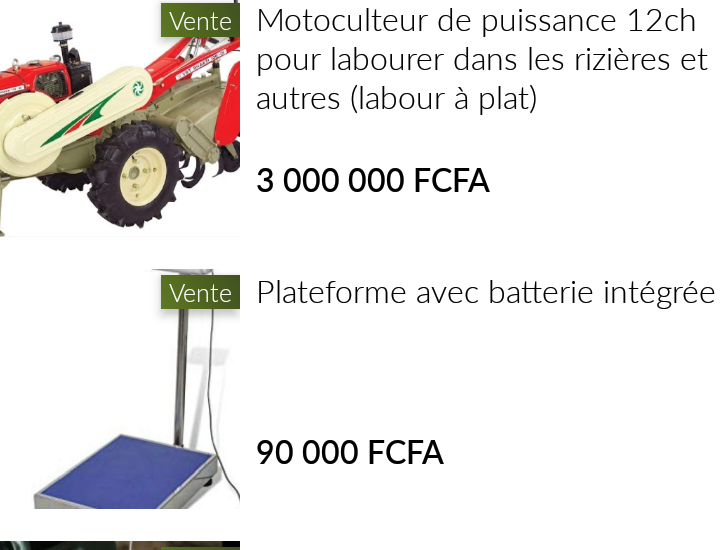 Vente
Motoculteur de puissance 12ch
pour labourer dans les rizières et
autres (labour à plat)
3 000 000 FCFA
Vente
Plateforme avec batterie intégrée
90 000 FCFA